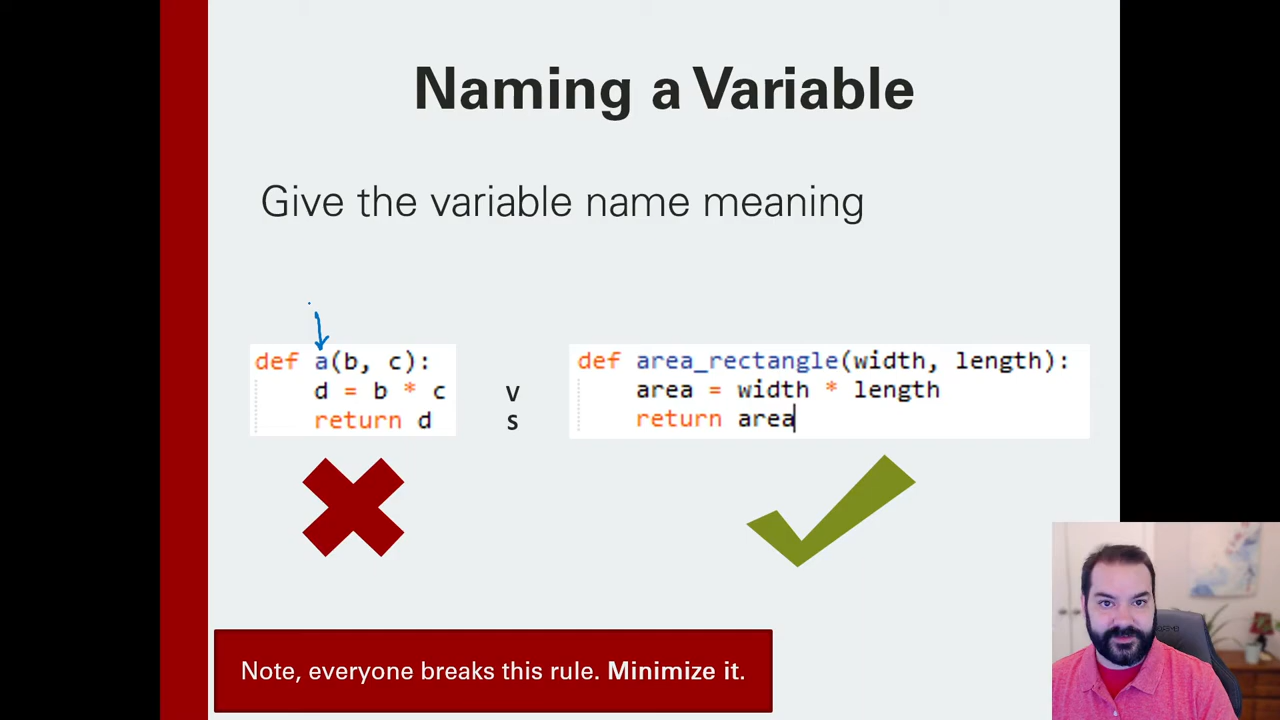 Naming a Variable
Give the variable name meaning
def a(b, c):
d = b * c
return d
v
s
def area_rectangle(width, length):
area = width * length
return area
Note, everyone breaks this rule. Minimize it.